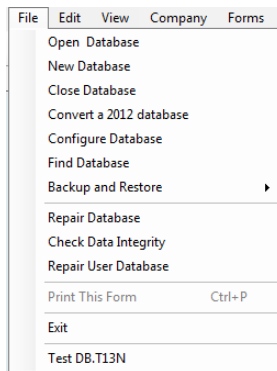 File Edit View Company Forms
Open Database
New Database
Close Database
Convert a 2012 database
Configure Database
Find Database
Backup and Restore
Repair Database
Check Data Integrity
Repair User Database
Print This Form Ctrl+P
Exit
Test DB.T13N